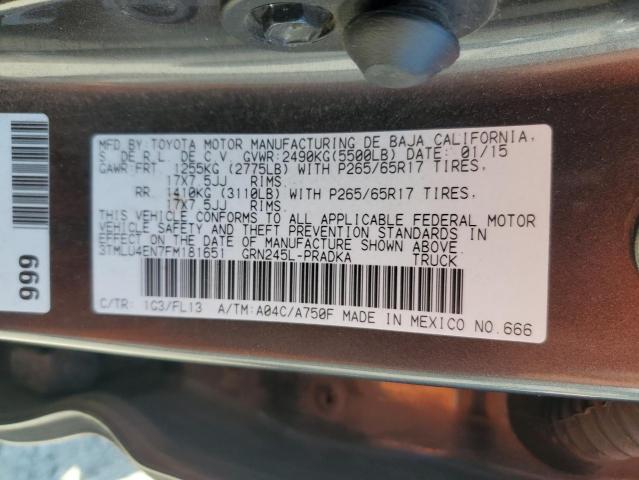 MFD.BY:TOYOTA MOTOR MANUFACTURING DE BAJA CALIFORNIA,
S. DE R.L. DE C.V. GVWR:2490KG(5500LB) DATE: 01/15
GAWR:FRT. 1255KG (2775LB) WITH P265/65R17 TIRES,
17X7.5JJ RIMS.
RR. 1410KG (3110LB) WITH P265/65R17 TIRES,
17X7.5JJ RIMS.
THIS VEHICLE CONFORMS TO ALL APPLICABLE FEDERAL MOTOR
VEHICLE SAFETY AND THEFT PREVENTION STANDARDS IN
EFFECT ON THE DATE OF MANUFACTURE SHOWN ABOVE.
3TMLU4EN7FM181651 GRN245L-PRADKA TRUCK
C/TR: 1G3/FL13 A/TM:A04C/A750F MADE IN MEXICO NO.666
666